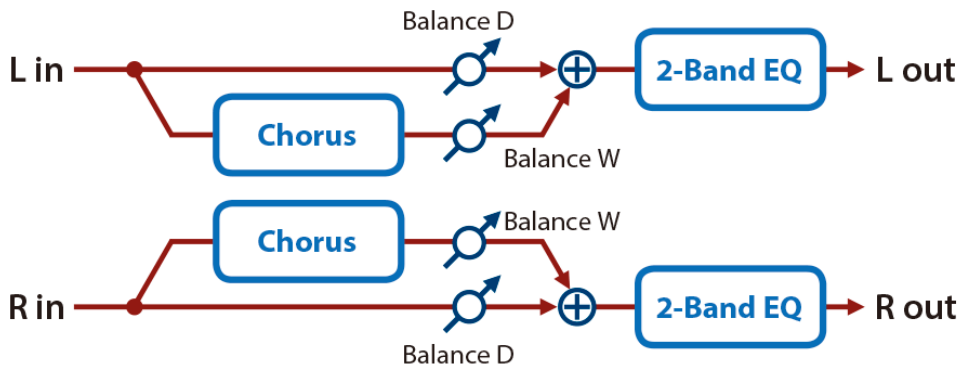 Balance D
L in
2-Band EQ
L out
Chorus
Balance W
Balance W
Chorus
R in
2-Band EQ
R out
Balance D